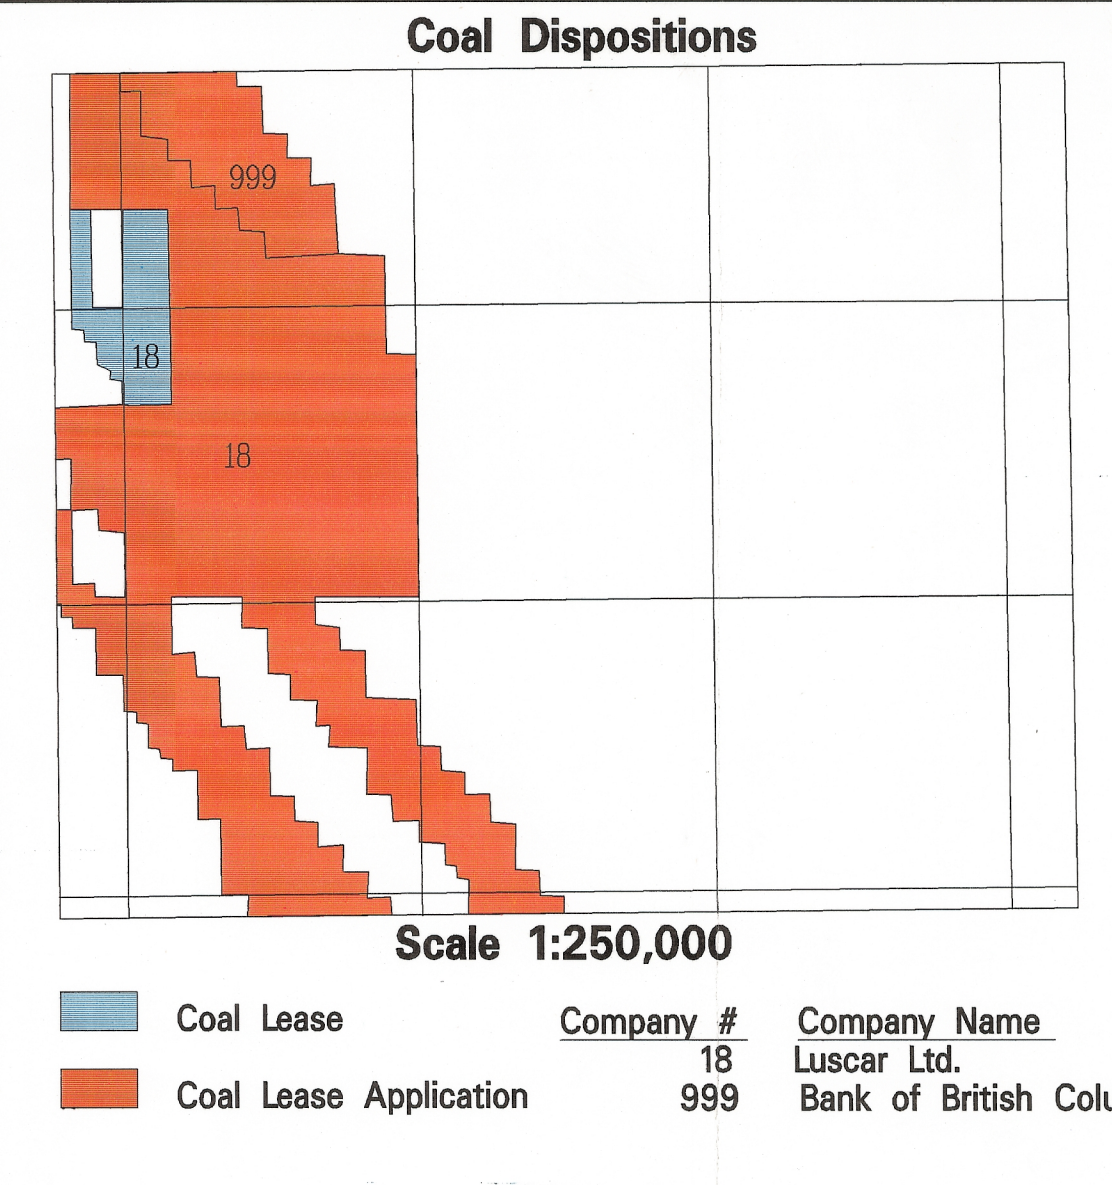 Coal Dispositions
999
18
18
Scale 1:250,000
Coal Lease
Coal Lease Application
Company # Company Name
18 Luscar Ltd.
999 Bank of British